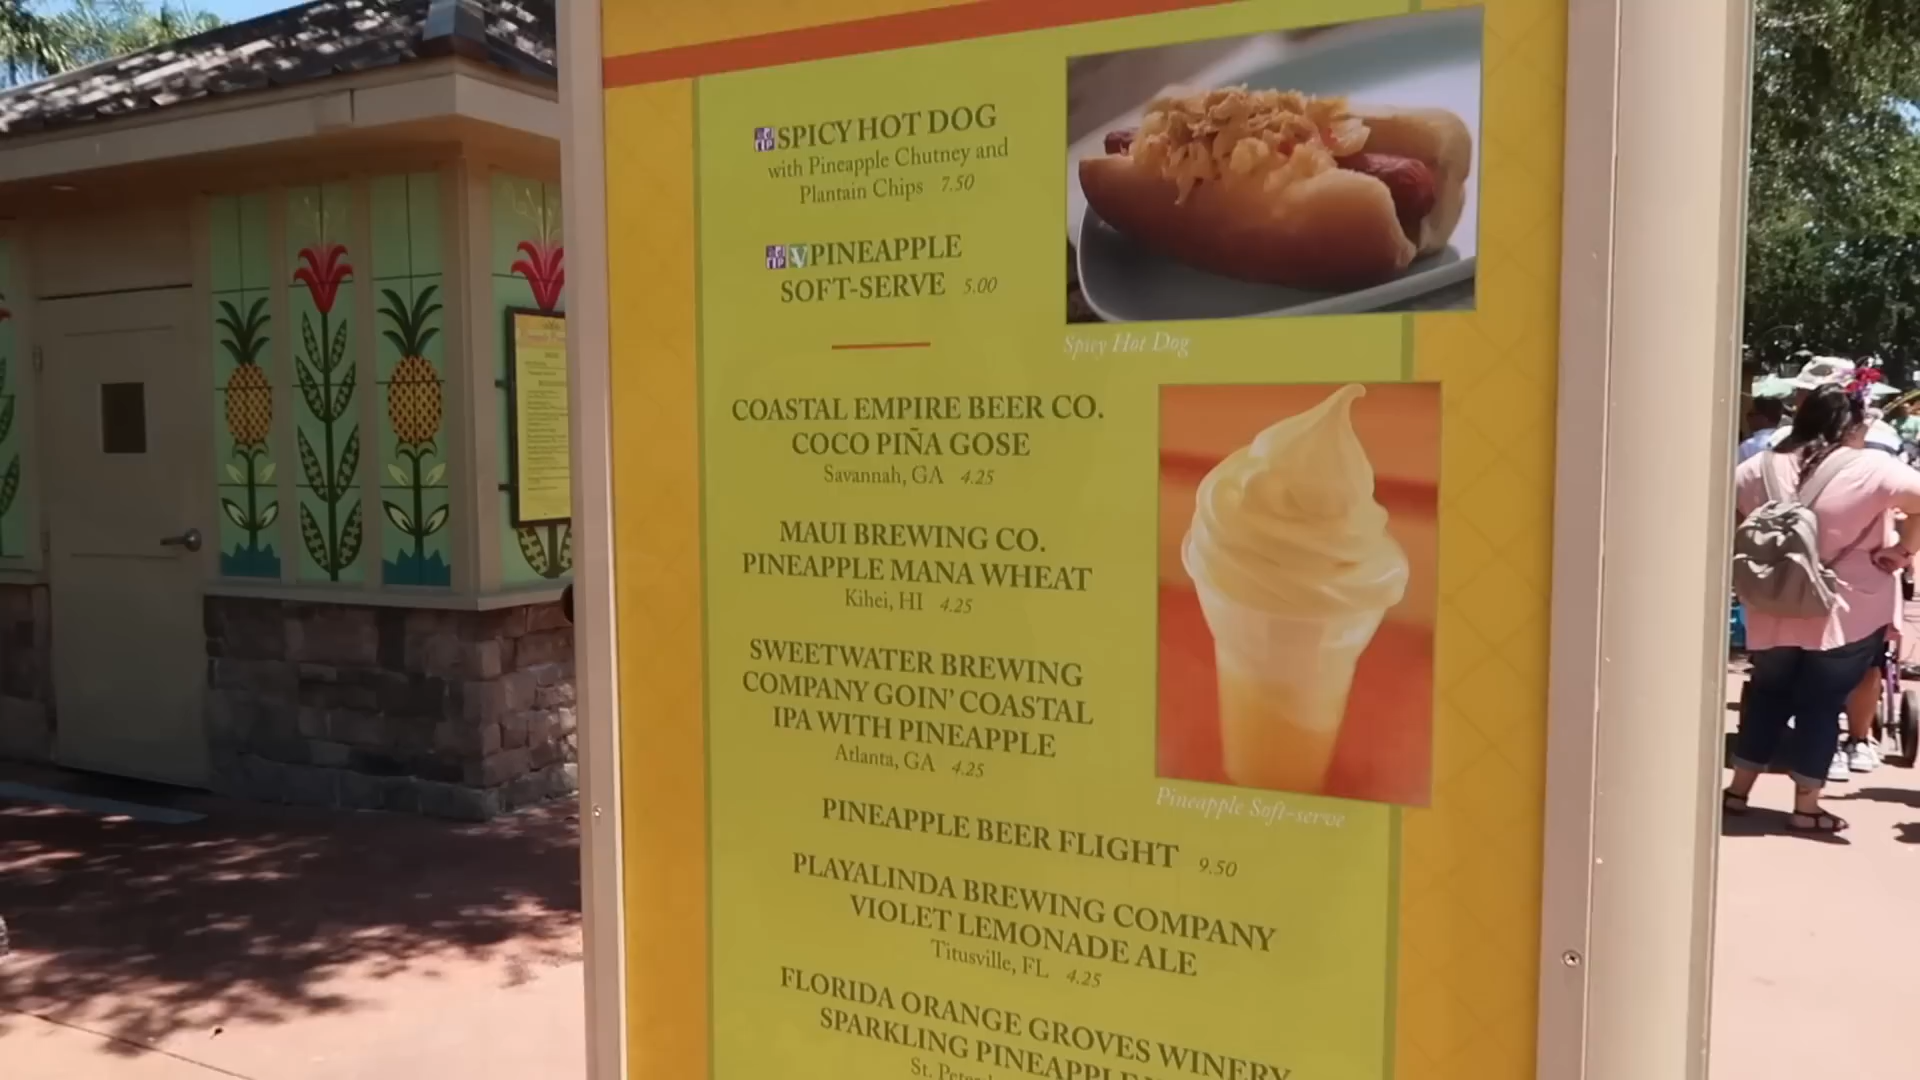 SPICY HOT DOG
with Pineapple Chutney and
Plantain Chips 7.50
V PINEAPPLE
SOFT-SERVE 5.00
Spicy Hot Dog
COASTAL EMPIRE BEER CO.
COCO PIÑA GOSE
Savannah, GA 4.25
MAUI BREWING CO.
PINEAPPLE MANA WHEAT
Kihei, HI 4.25
SWEETWATER BREWING
COMPANY GOIN' COASTAL
IPA WITH PINEAPPLE
Atlanta, GA 4.25
Pineapple Soft-serve
PINEAPPLE BEER FLIGHT 9.50
PLAYALINDA BREWING COMPANY
VIOLET LEMONADE ALE
Titusville, FL 4.25
FLORIDA ORANGE GROVES WINERY
SPARKLING PINEAPPLE
St.